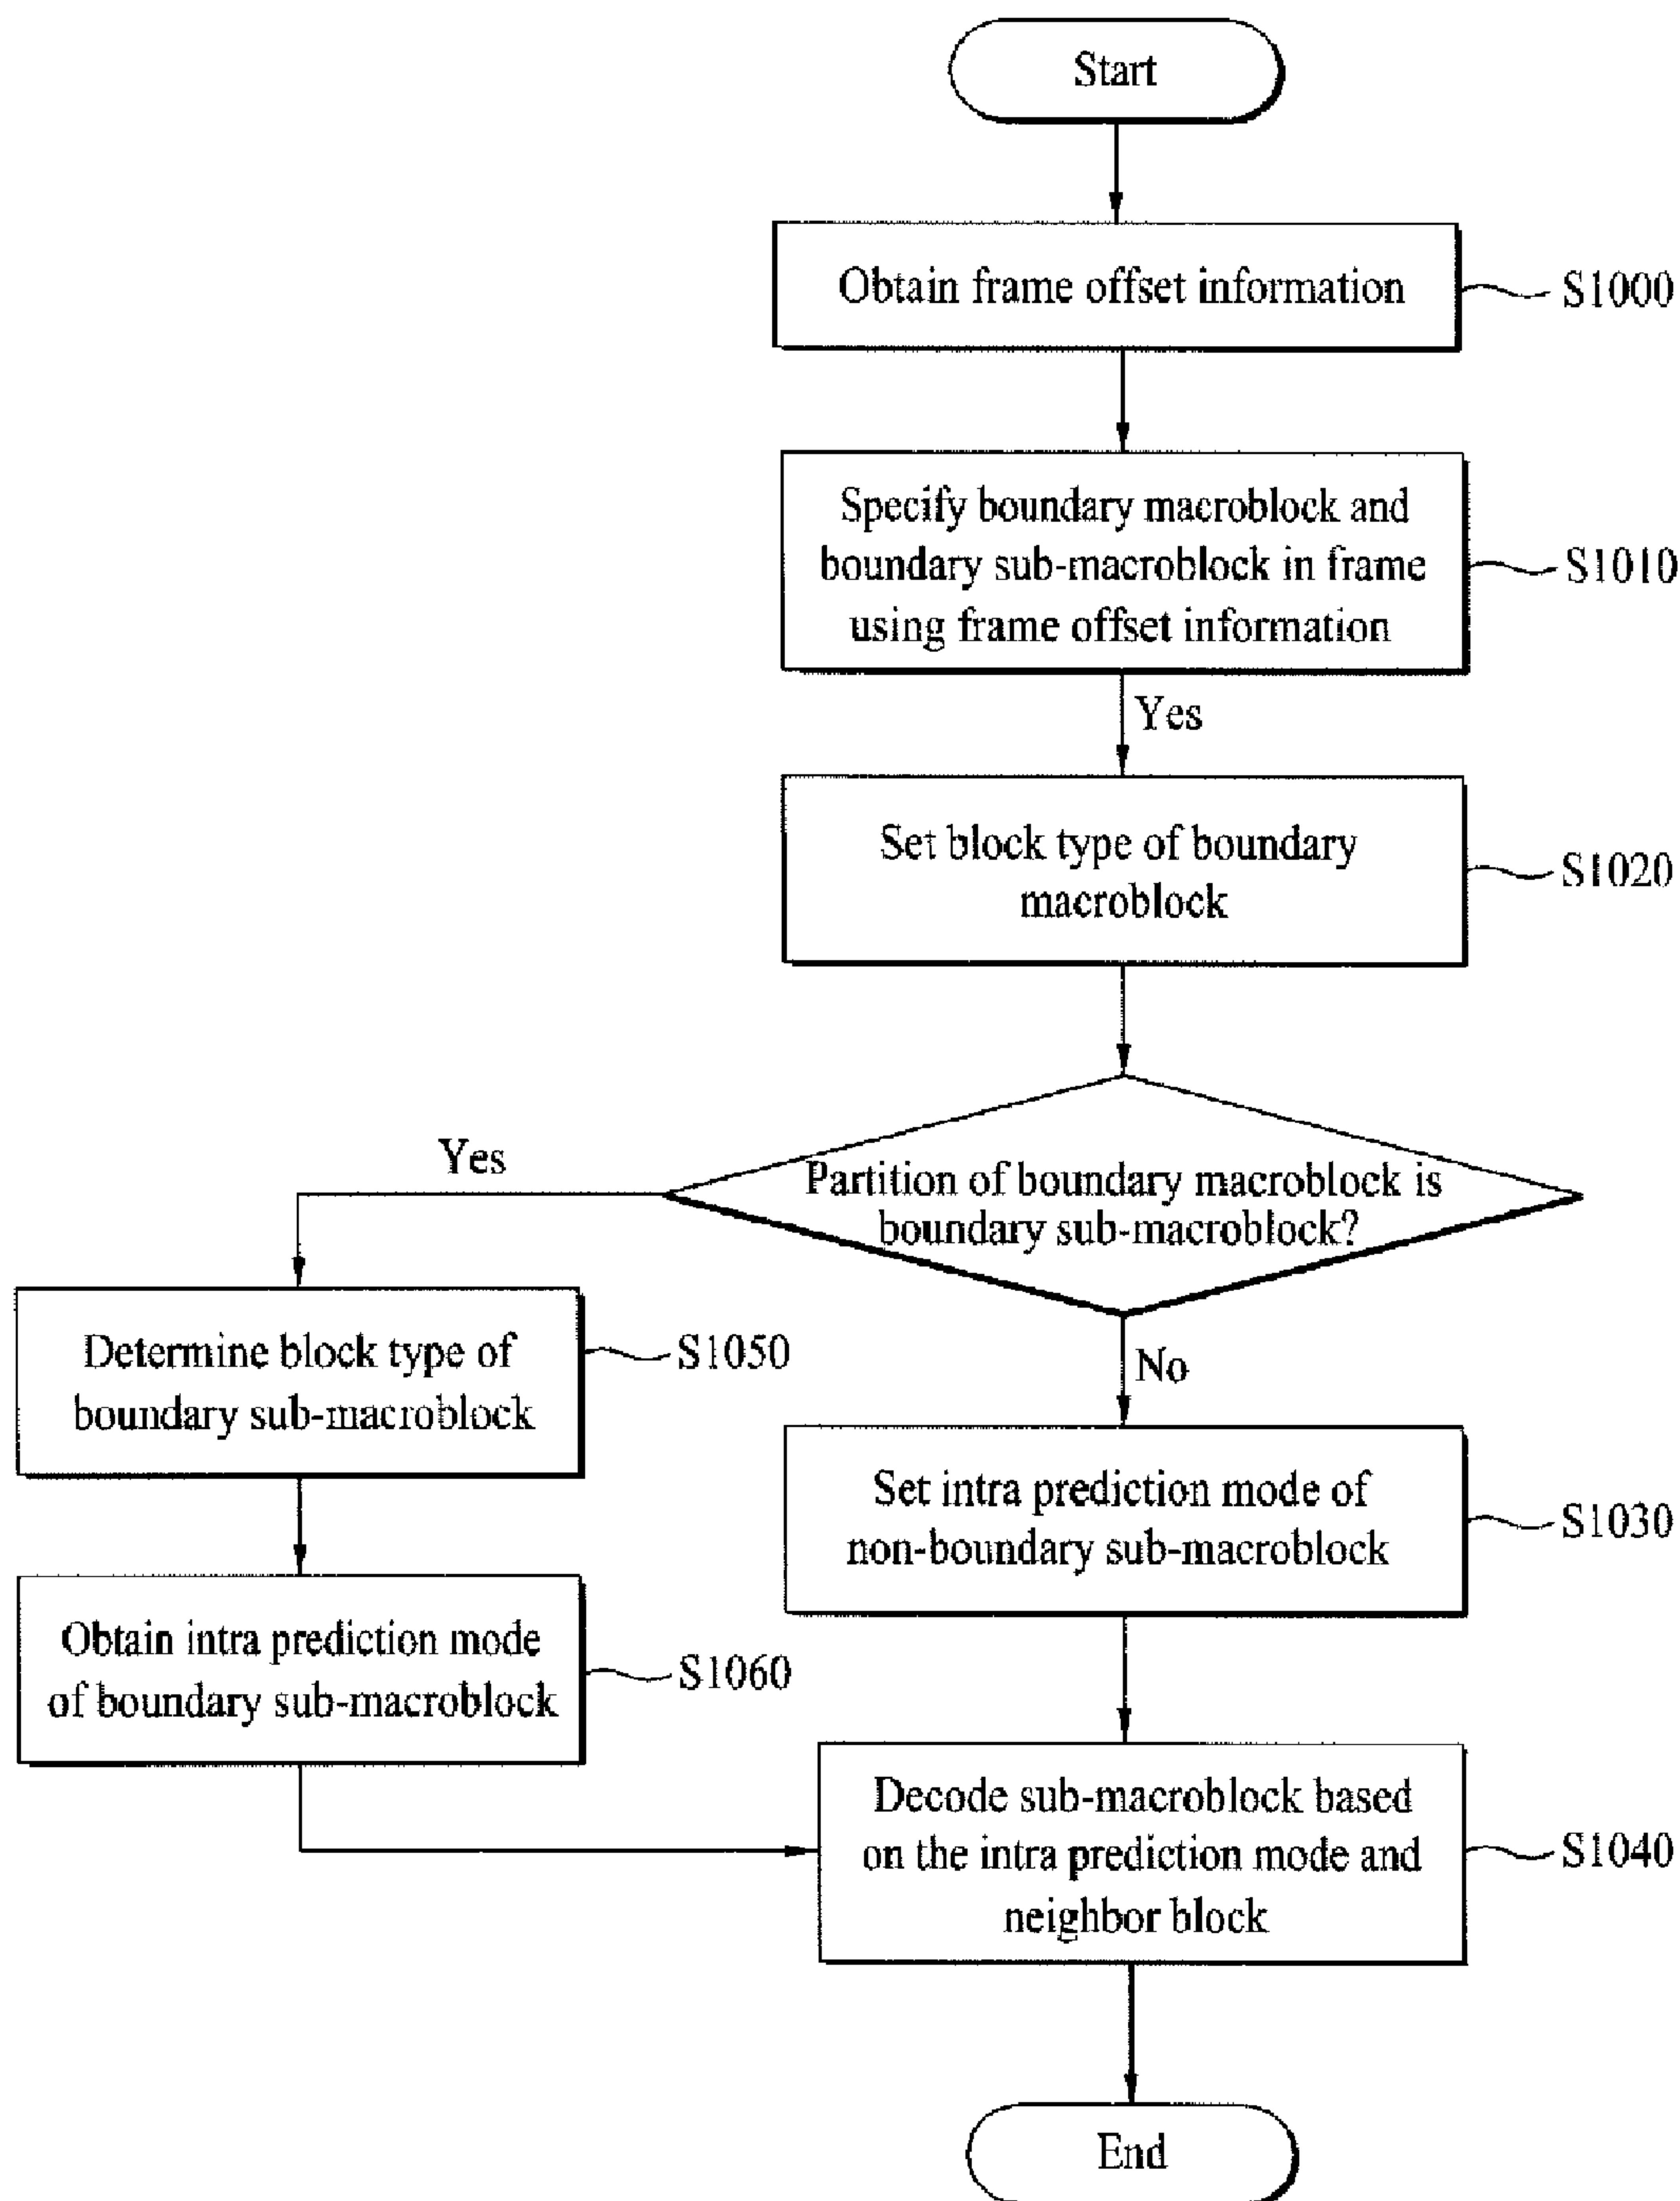 Start
Obtain frame offset information
S1000
Specify boundary macroblock and
boundary sub-macroblock in frame
using frame offset information
S1010
Yes
Set block type of boundary
macroblock
S1020
Partition of boundary macroblock is
boundary sub-macroblock?
Yes
No
Determine block type of
boundary sub-macroblock
S1050
Set intra prediction mode of
non-boundary sub-macroblock
S1030
Obtain intra prediction mode
of boundary sub-macroblock
S1060
Decode sub-macroblock based
on the intra prediction mode and
neighbor block
S1040
End